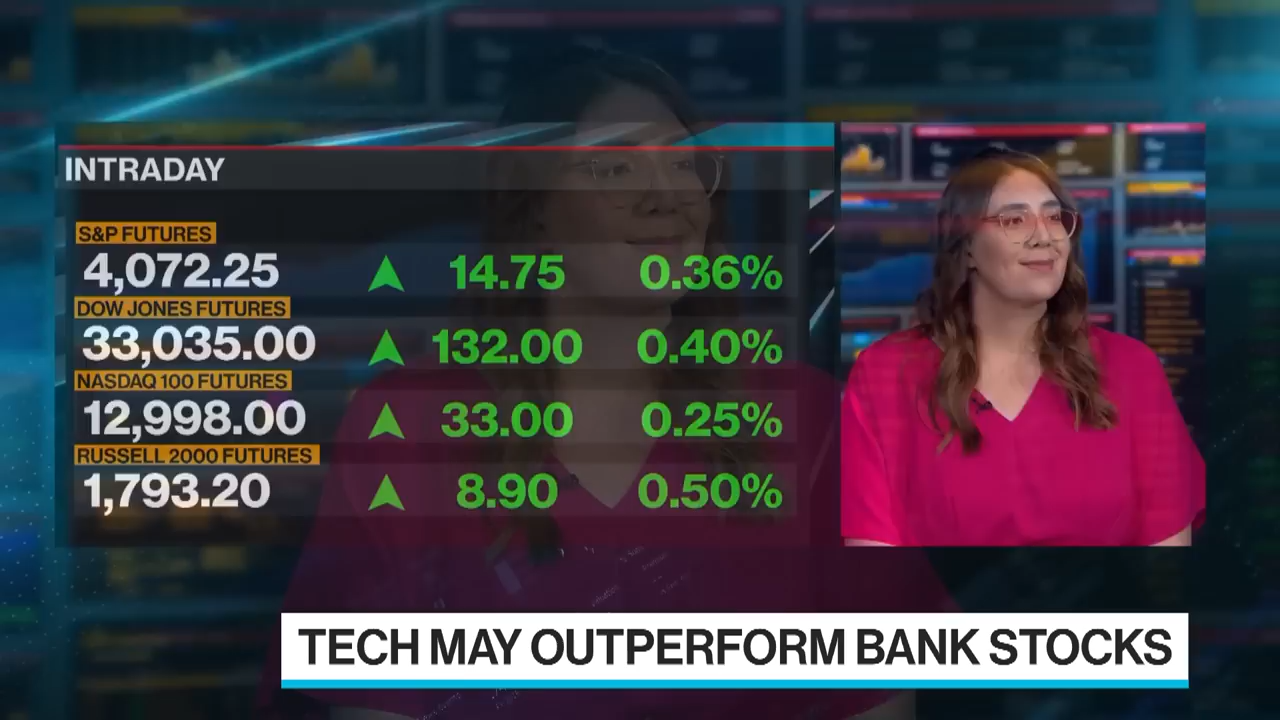 INTRADAY
S&P FUTURES
4,072.25 14.75 0.36%
DOW JONES FUTURES
33,035.00 132.00 0.40%
NASDAQ 100 FUTURES
12,998.00 33.00 0.25%
RUSSELL 2000 FUTURES
1,793.20 8.90 0.50%
TECH MAY OUTPERFORM BANK STOCKS